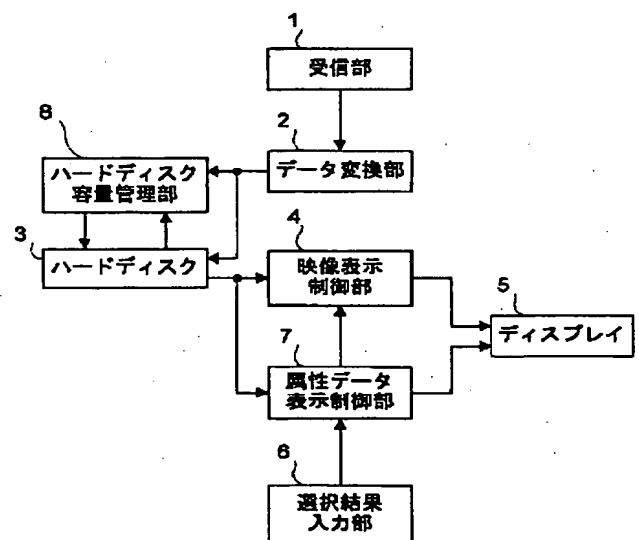 1
受信部
8
2
ハードディスク
容量管理部
データ変換部
3
4
ハードディスク
映像表示
制御部
5
ディスプレイ
7
属性データ
表示制御部
6
選択結果
入力部